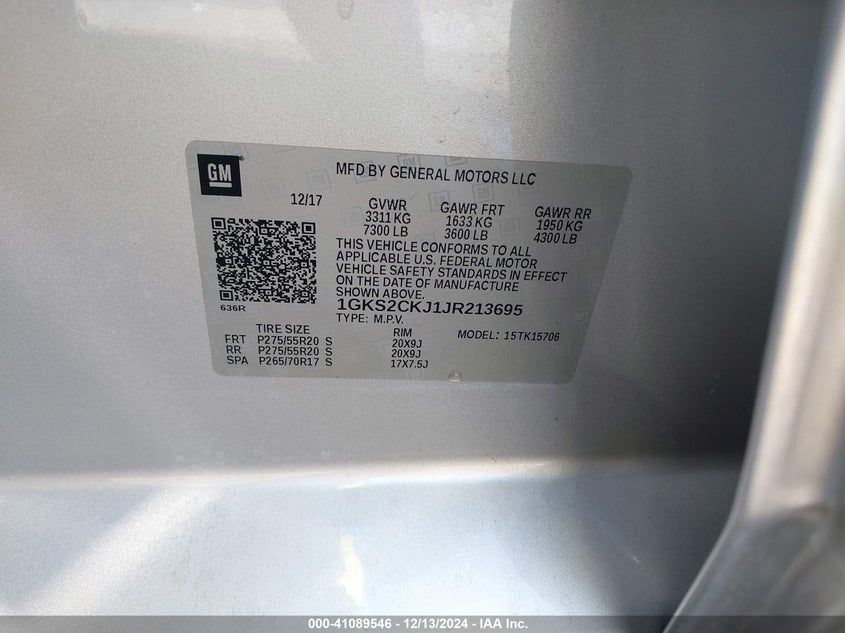 GM
MFD BY GENERAL MOTORS LLC
12/17
GVWR
3311 KG
7300 LB
GAWR FRT
1633 KG
3600 LB
GAWR RR
1950 KG
4300 LB
THIS VEHICLE CONFORMS TO ALL
APPLICABLE U.S. FEDERAL MOTOR
VEHICLE SAFETY STANDARDS IN EFFECT
ON THE DATE OF MANUFACTURE
SHOWN ABOVE.
636R
1GKS2CKJ1JR213695
TYPE: M.P.V.
MODEL: 15TK15706
TIRE SIZE RIM
FRT P275/55R20 S 20X9J
RR P275/55R20 S 20X9J
SPA P265/70R17 S 17X7.5J
000-41089546 - 12/13/2024 - IAA Inc.